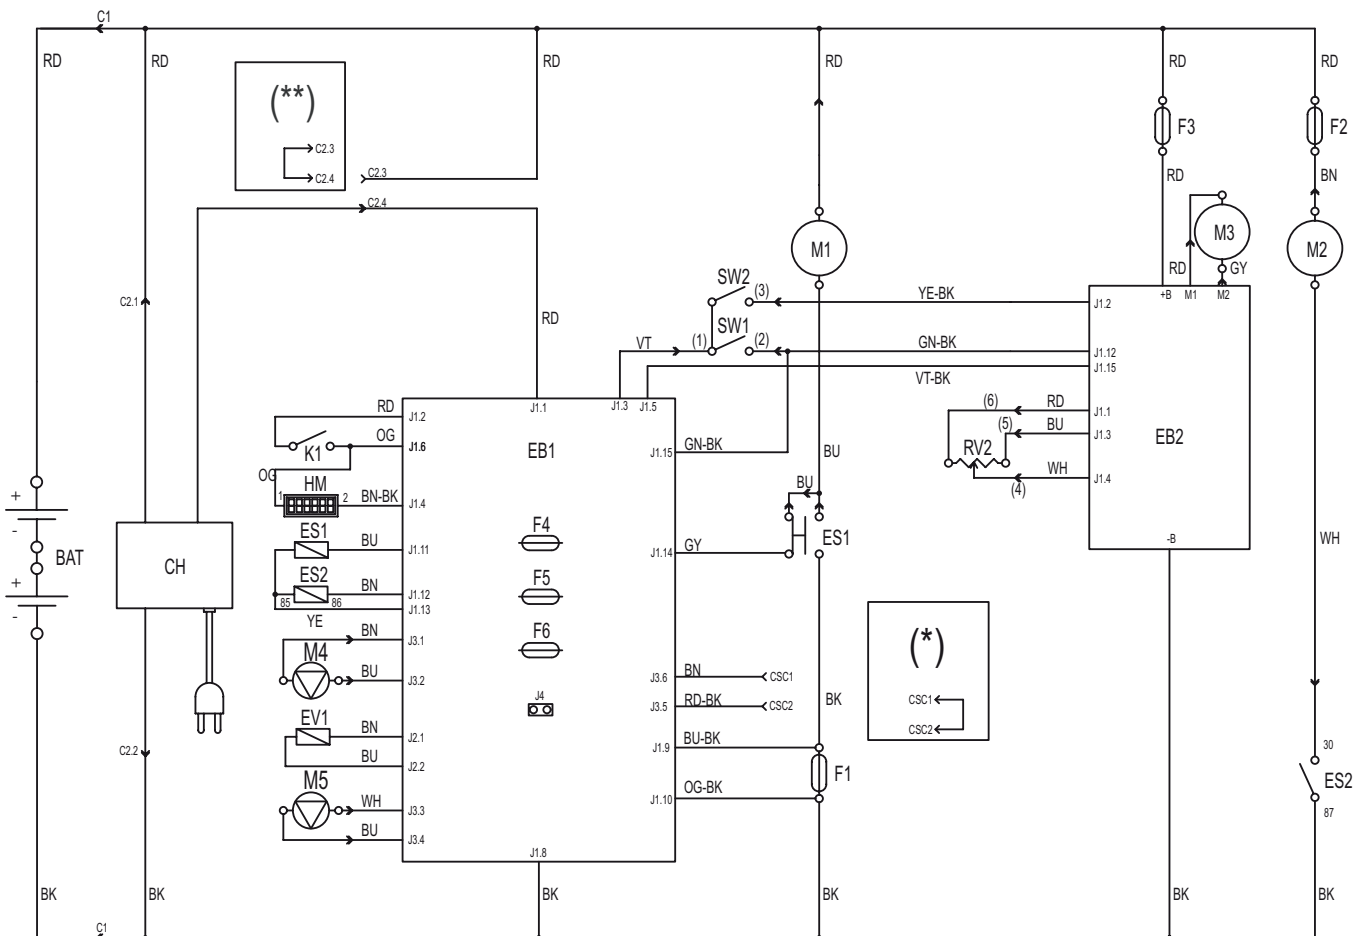 C1
RD RD RD RD RD RD
(**)
C2.3
C2.4
C2.3
C2.4
F3 F2
RD BN
M1 M3 M2
RD GY
+B M1 M2
C2.1
RD
SW2 (3) YE-BK J1.2
SW1
VT (1) (2) GN-BK J1.12
VT-BK J1.15
J1.1 J1.3 J1.5
RD J1.2
(6) RD J1.1
(5) BU J1.3
EB2
OG J1.6
K1
EB1
GN-BK J1.15
BU
RV2
WH J1.4
(4)
OG
HM
1 2 BN-BK J1.4
BU
ES1 BU J1.11
F4
GY J1.14
ES1
-B
WH
+
-
BAT
+
-
CH
ES2 BN J1.12
85 86 J1.13
YE
F5
BN J3.1
M4
BU J3.2
F6
(*)
CSC1
CSC2
J3.6 BN CSC1
J3.5 RD-BK CSC2
J4
BK
EV1 BN J2.1
BU J2.2
J1.9 BU-BK
C2.2
30
ES2
87
M5 WH J3.3
BU J3.4
F1
J1.10 OG-BK
J1.8
BK BK BK BK BK BK
C1